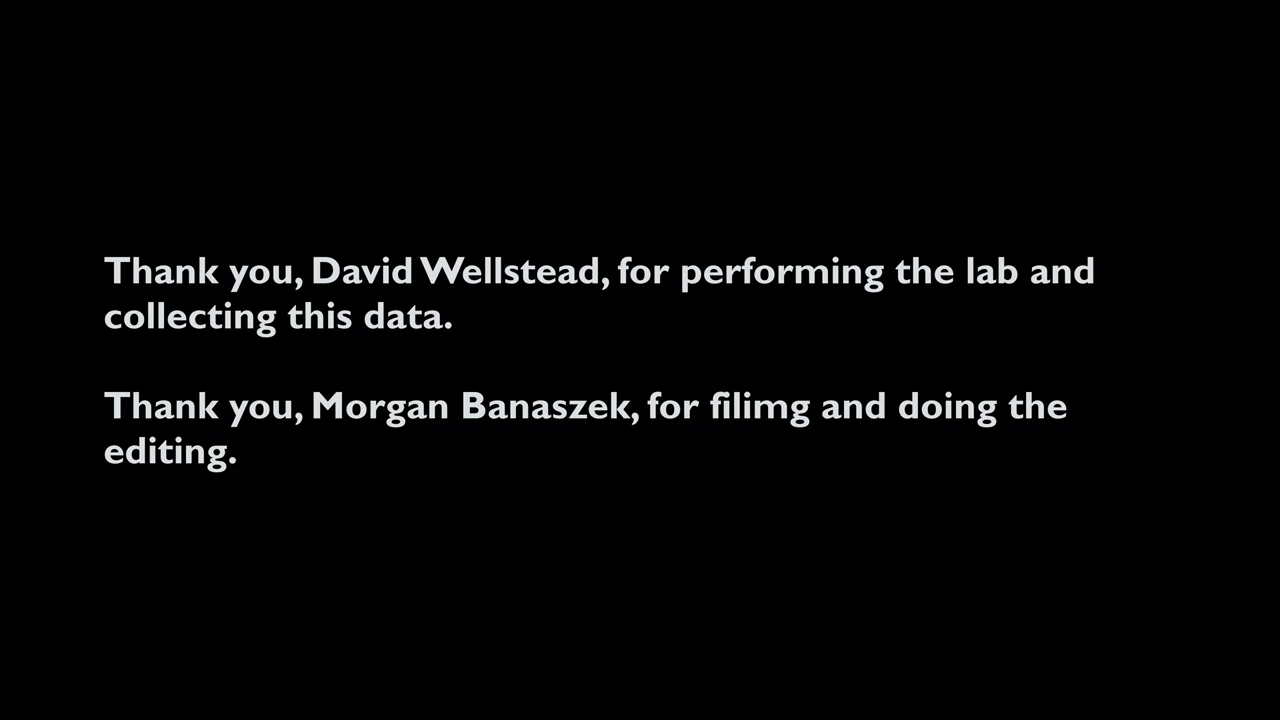 Thank you, David Wellstead, for performing the lab and
collecting this data.
Thank you, Morgan Banaszek, for filimg and doing the
editing.